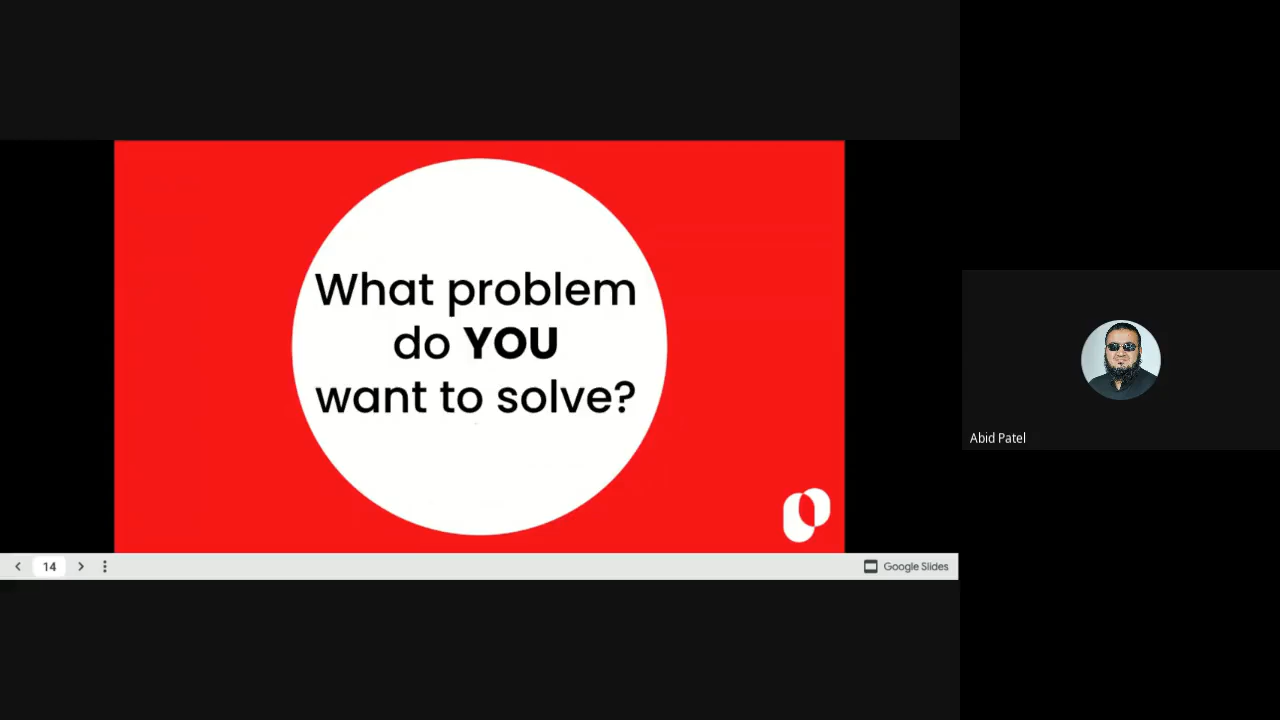 What problem
do YOU
want to solve?
Abid Patel
14
Google Slides